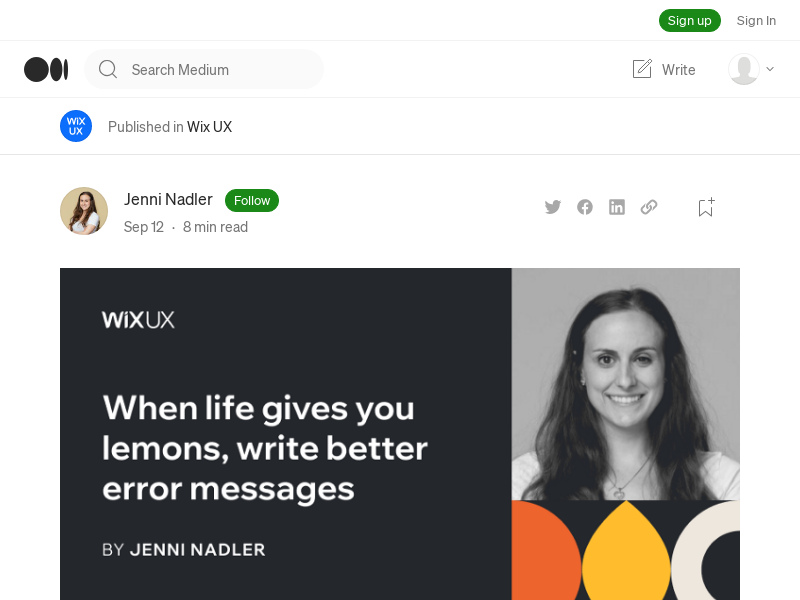 Sign up
Sign In
Search Medium
Write
WiX
UX
Published in Wix UX
Jenni Nadler
Follow
Sep 12 · 8 min read
WiX UX
When life gives you
lemons, write better
error messages
BY JENNI NADLER